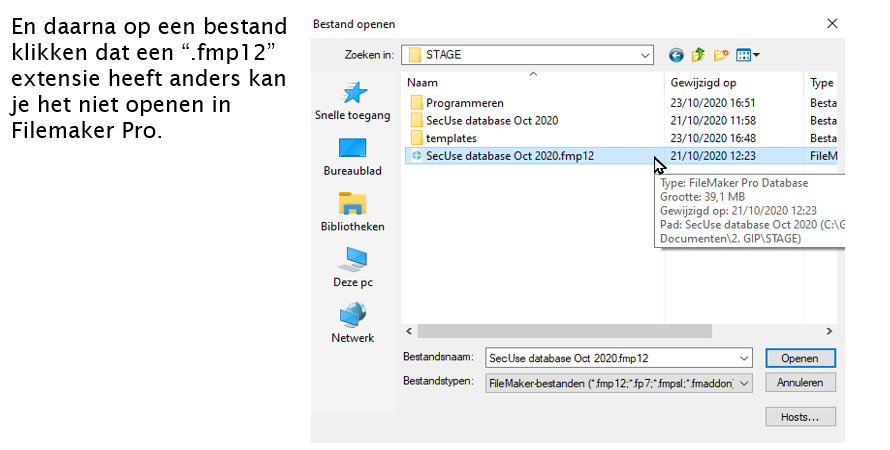 En daarna op een bestand
klikken dat een “.fmp12”
extensie heeft anders kan
je het niet openen in
Filemaker Pro.
Bestand openen
Zoeken in: STAGE
Snelle toegang
Bureaublad
Bibliotheken
Deze pc
Netwerk
Naam Gewijzigd op Type
Programmeren 23/10/2020 16:51 Besta
SecUse database Oct 2020 21/10/2020 11:58 Besta
templates 23/10/2020 16:48 Besta
SecUse database Oct 2020.fmp12 21/10/2020 12:23 FileM
Type: FileMaker Pro Database
Grootte: 39,1 MB
Gewijzigd op: 21/10/2020 12:23
Pad: SecUse database Oct 2020 (C:\G
Documenten\2. GIP\STAGE)
Bestandsnaam: SecUse database Oct 2020.fmp12 Openen
Bestandstypen: FileMaker-bestanden (*.fmp12;*.fp7;*.fmpsl;*.fmaddon) Annuleren
Hosts...